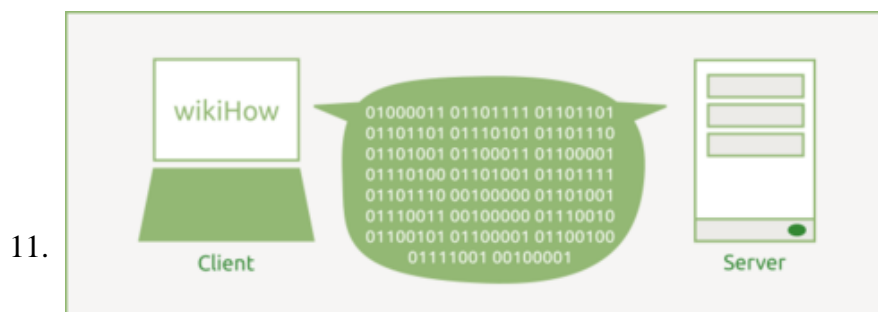 wikiHow
01000011 01101111 01101101
01101101 01110101 01101110
01101001 01100011 01100001
01110100 01101001 01101111
01101110 00100000 01101001
01110011 00100000 01110010
01100101 01100001 01100100
01111001 00100001
11.
Client
Server